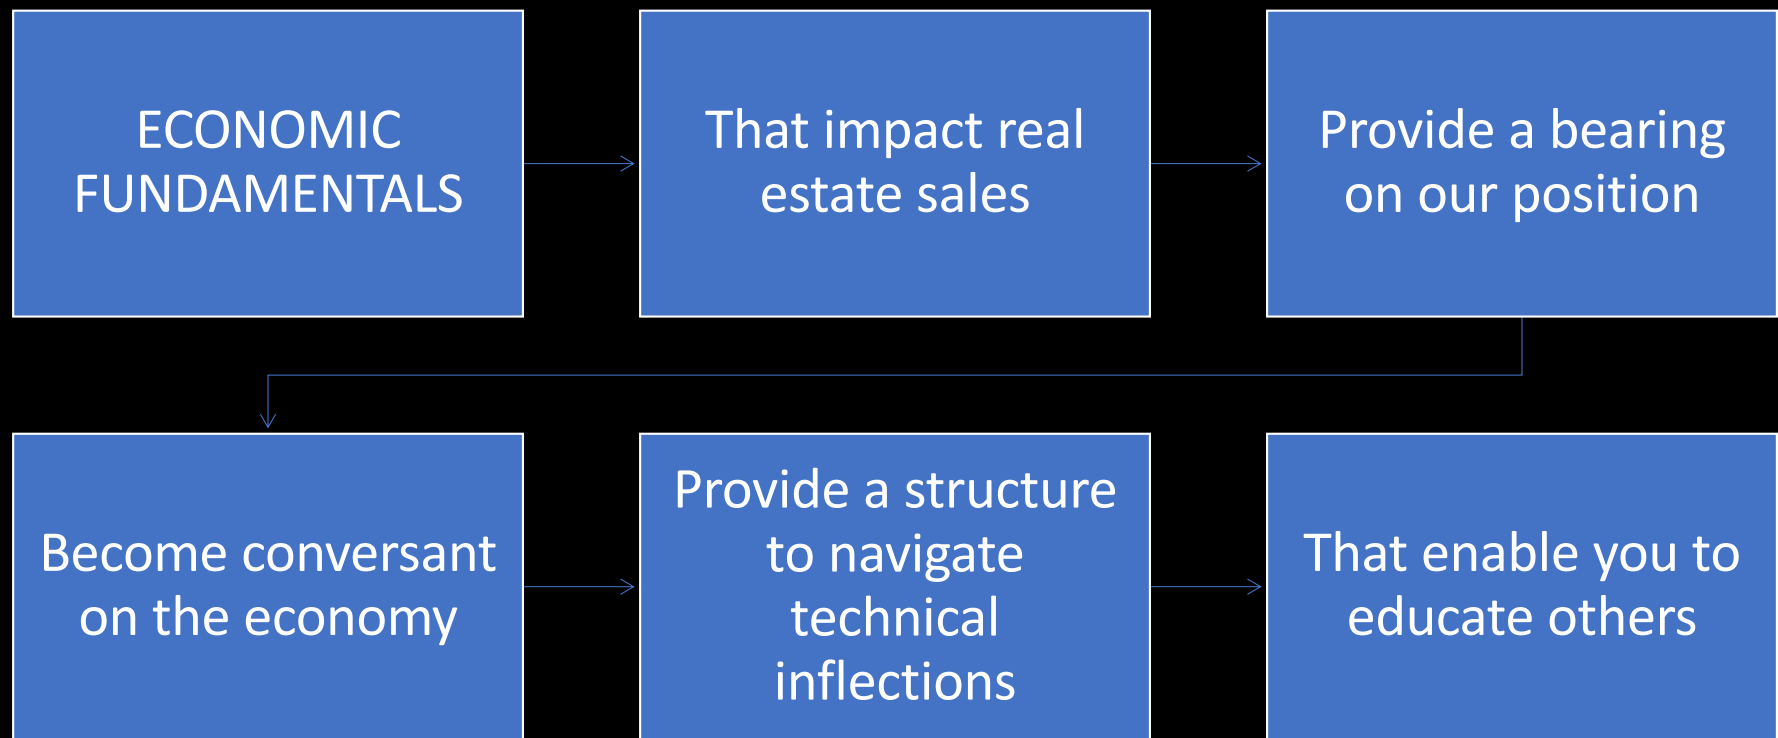 ECONOMIC
FUNDAMENTALS
That impact real
estate sales
Provide a bearing
on our position
Become conversant
on the economy
Provide a structure
to navigate
technical
inflections
That enable you to
educate others